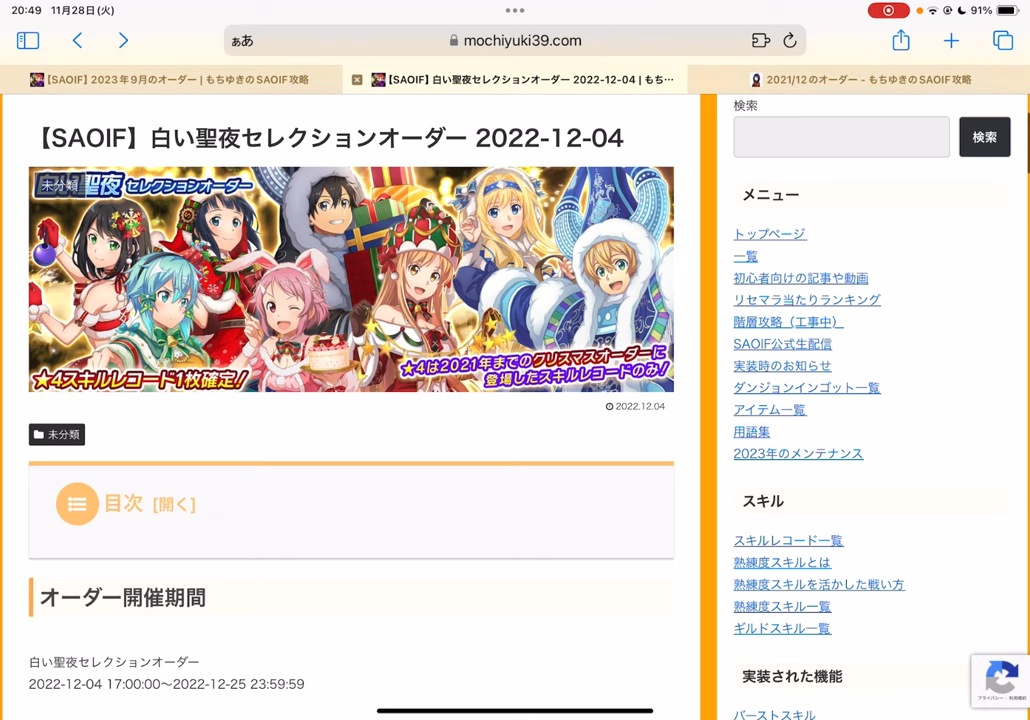 20:49 11月28日(火)
91%
ぁあ
mochiyuki39.com
【SAOIF】2023年9月のオーダー | もちゆきのSAOIF攻略
【SAOIF】白い聖夜セレクションオーダー 2022-12-04 | もち…
2021/12のオーダー - もちゆきのSAOIF攻略
【SAOIF】白い聖夜セレクションオーダー 2022-12-04
未分類
白い聖夜 セレクションオーダー
★4スキルレコード1枚確定!
★4は2021年までのクリスマスオーダーに
登場したスキルレコードのみ!
2022.12.04
未分類
目次 [開く]
オーダー開催期間
白い聖夜セレクションオーダー
2022-12-04 17:00:00〜2022-12-25 23:59:59
検索
検索
メニュー
トップページ
一覧
初心者向けの記事や動画
リセマラ当たりランキング
階層攻略（工事中）
SAOIF公式生配信
実装時のお知らせ
ダンジョンインゴット一覧
アイテム一覧
用語集
2023年のメンテナンス
スキル
スキルレコード一覧
熟練度スキルとは
熟練度スキルを活かした戦い方
熟練度スキル一覧
ギルドスキル一覧
実装された機能
バーストスキル
プライバシー - 利用規約